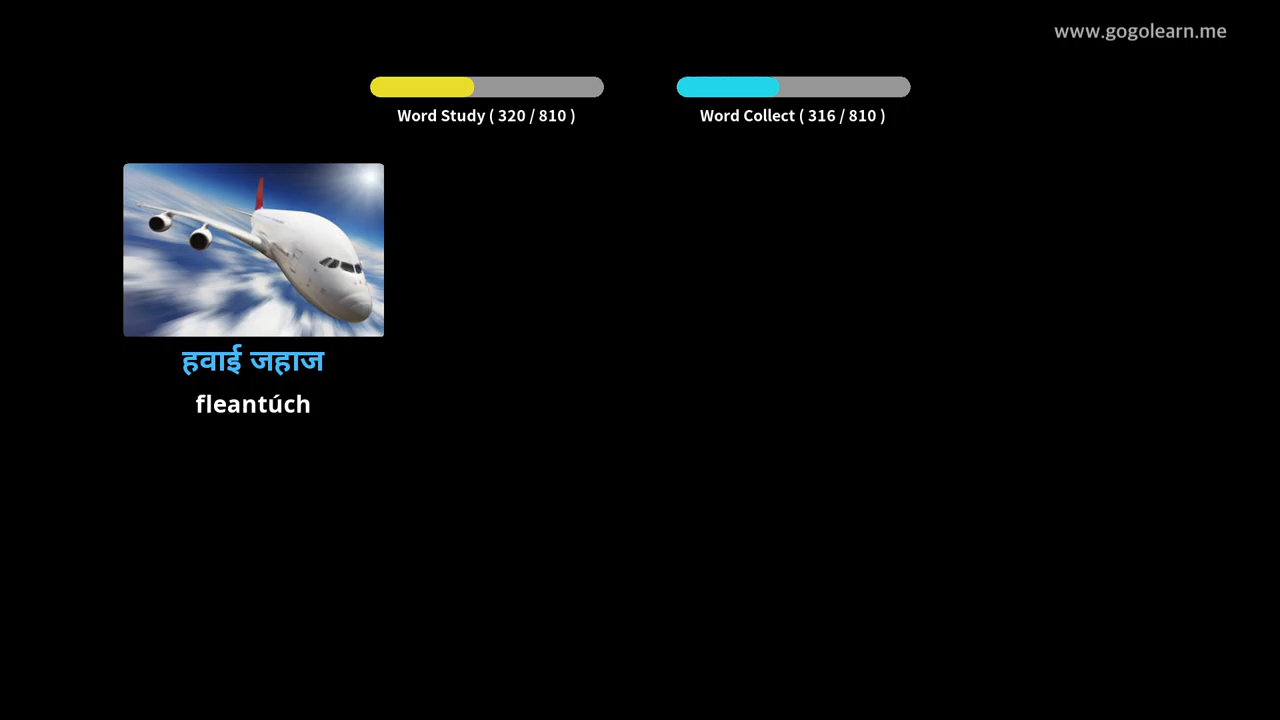 www.gogolearn.me
Word Study ( 320 / 810 )
Word Collect ( 316 / 810 )
हवाई जहाज
fleantúch